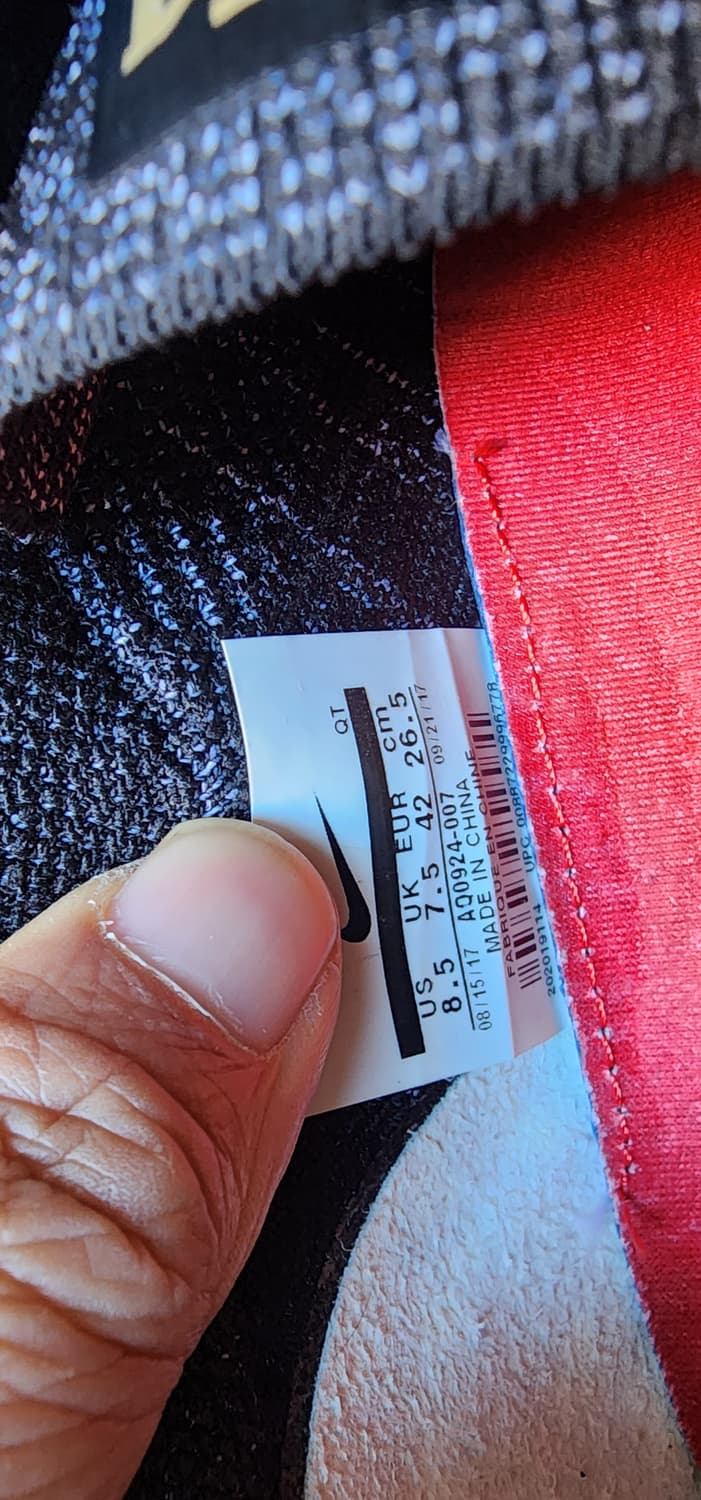 QT
US UK EUR cm
8.5 7.5 42 26.5
08/15/17 AQ0924-007 09/21/17
MADE IN CHINA
FABRIQUE EN CHINE
UPC